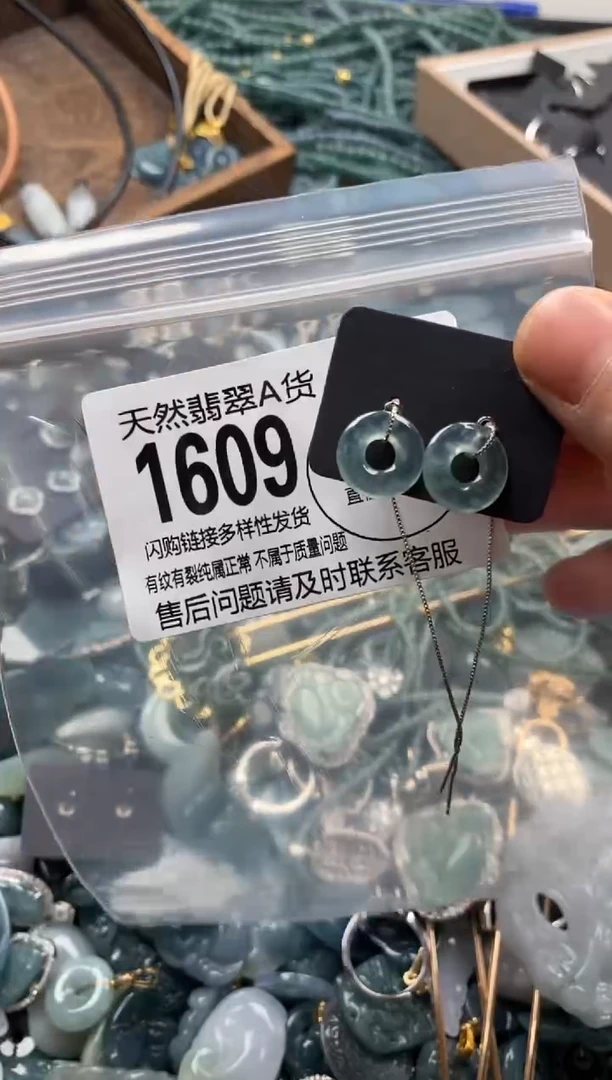 天然翡翠A货
1609
直
闪购链接多样性发货
有纹有裂纯属正常 不属于质量问题
售后问题请及时联系客服